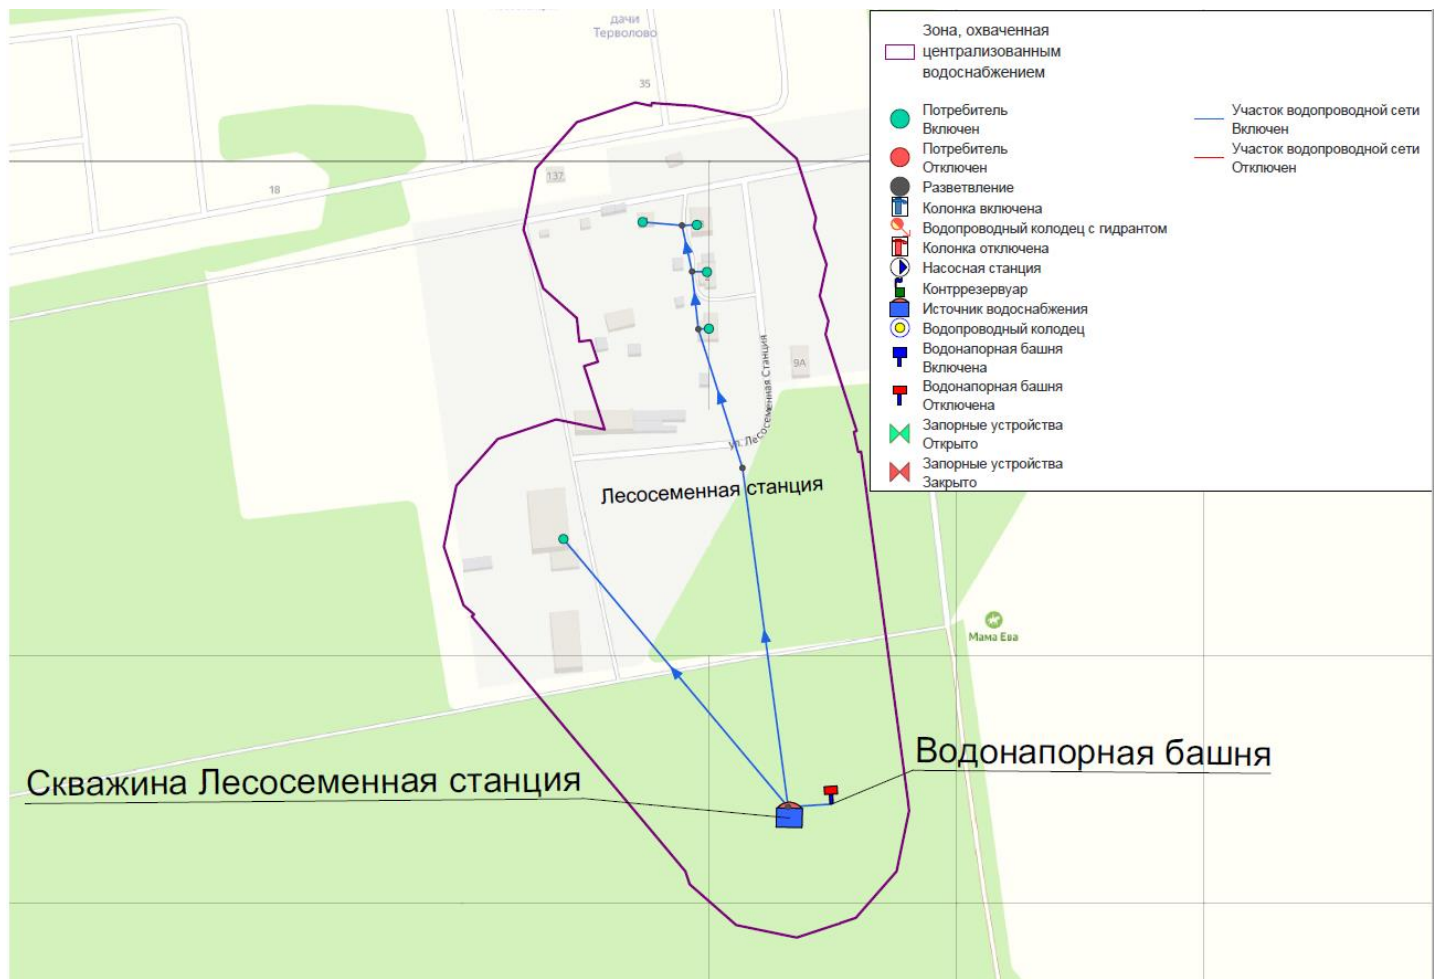 дачи
Терволово
35
18
137
9А
ул. Лесосеменная Станция
Лесосеменная станция
Мама Ева
Скважина Лесосеменная станция
Водонапорная башня
Зона, охваченная
централизованным
водоснабжением
Потребитель
Включен
Потребитель
Отключен
Разветвление
Колонка включена
Водопроводный колодец с гидрантом
Колонка отключена
Насосная станция
Контррезервуар
Источник водоснабжения
Водопроводный колодец
Водонапорная башня
Включена
Водонапорная башня
Отключена
Запорные устройства
Открыто
Запорные устройства
Закрыто
Участок водопроводной сети
Включен
Участок водопроводной сети
Отключен